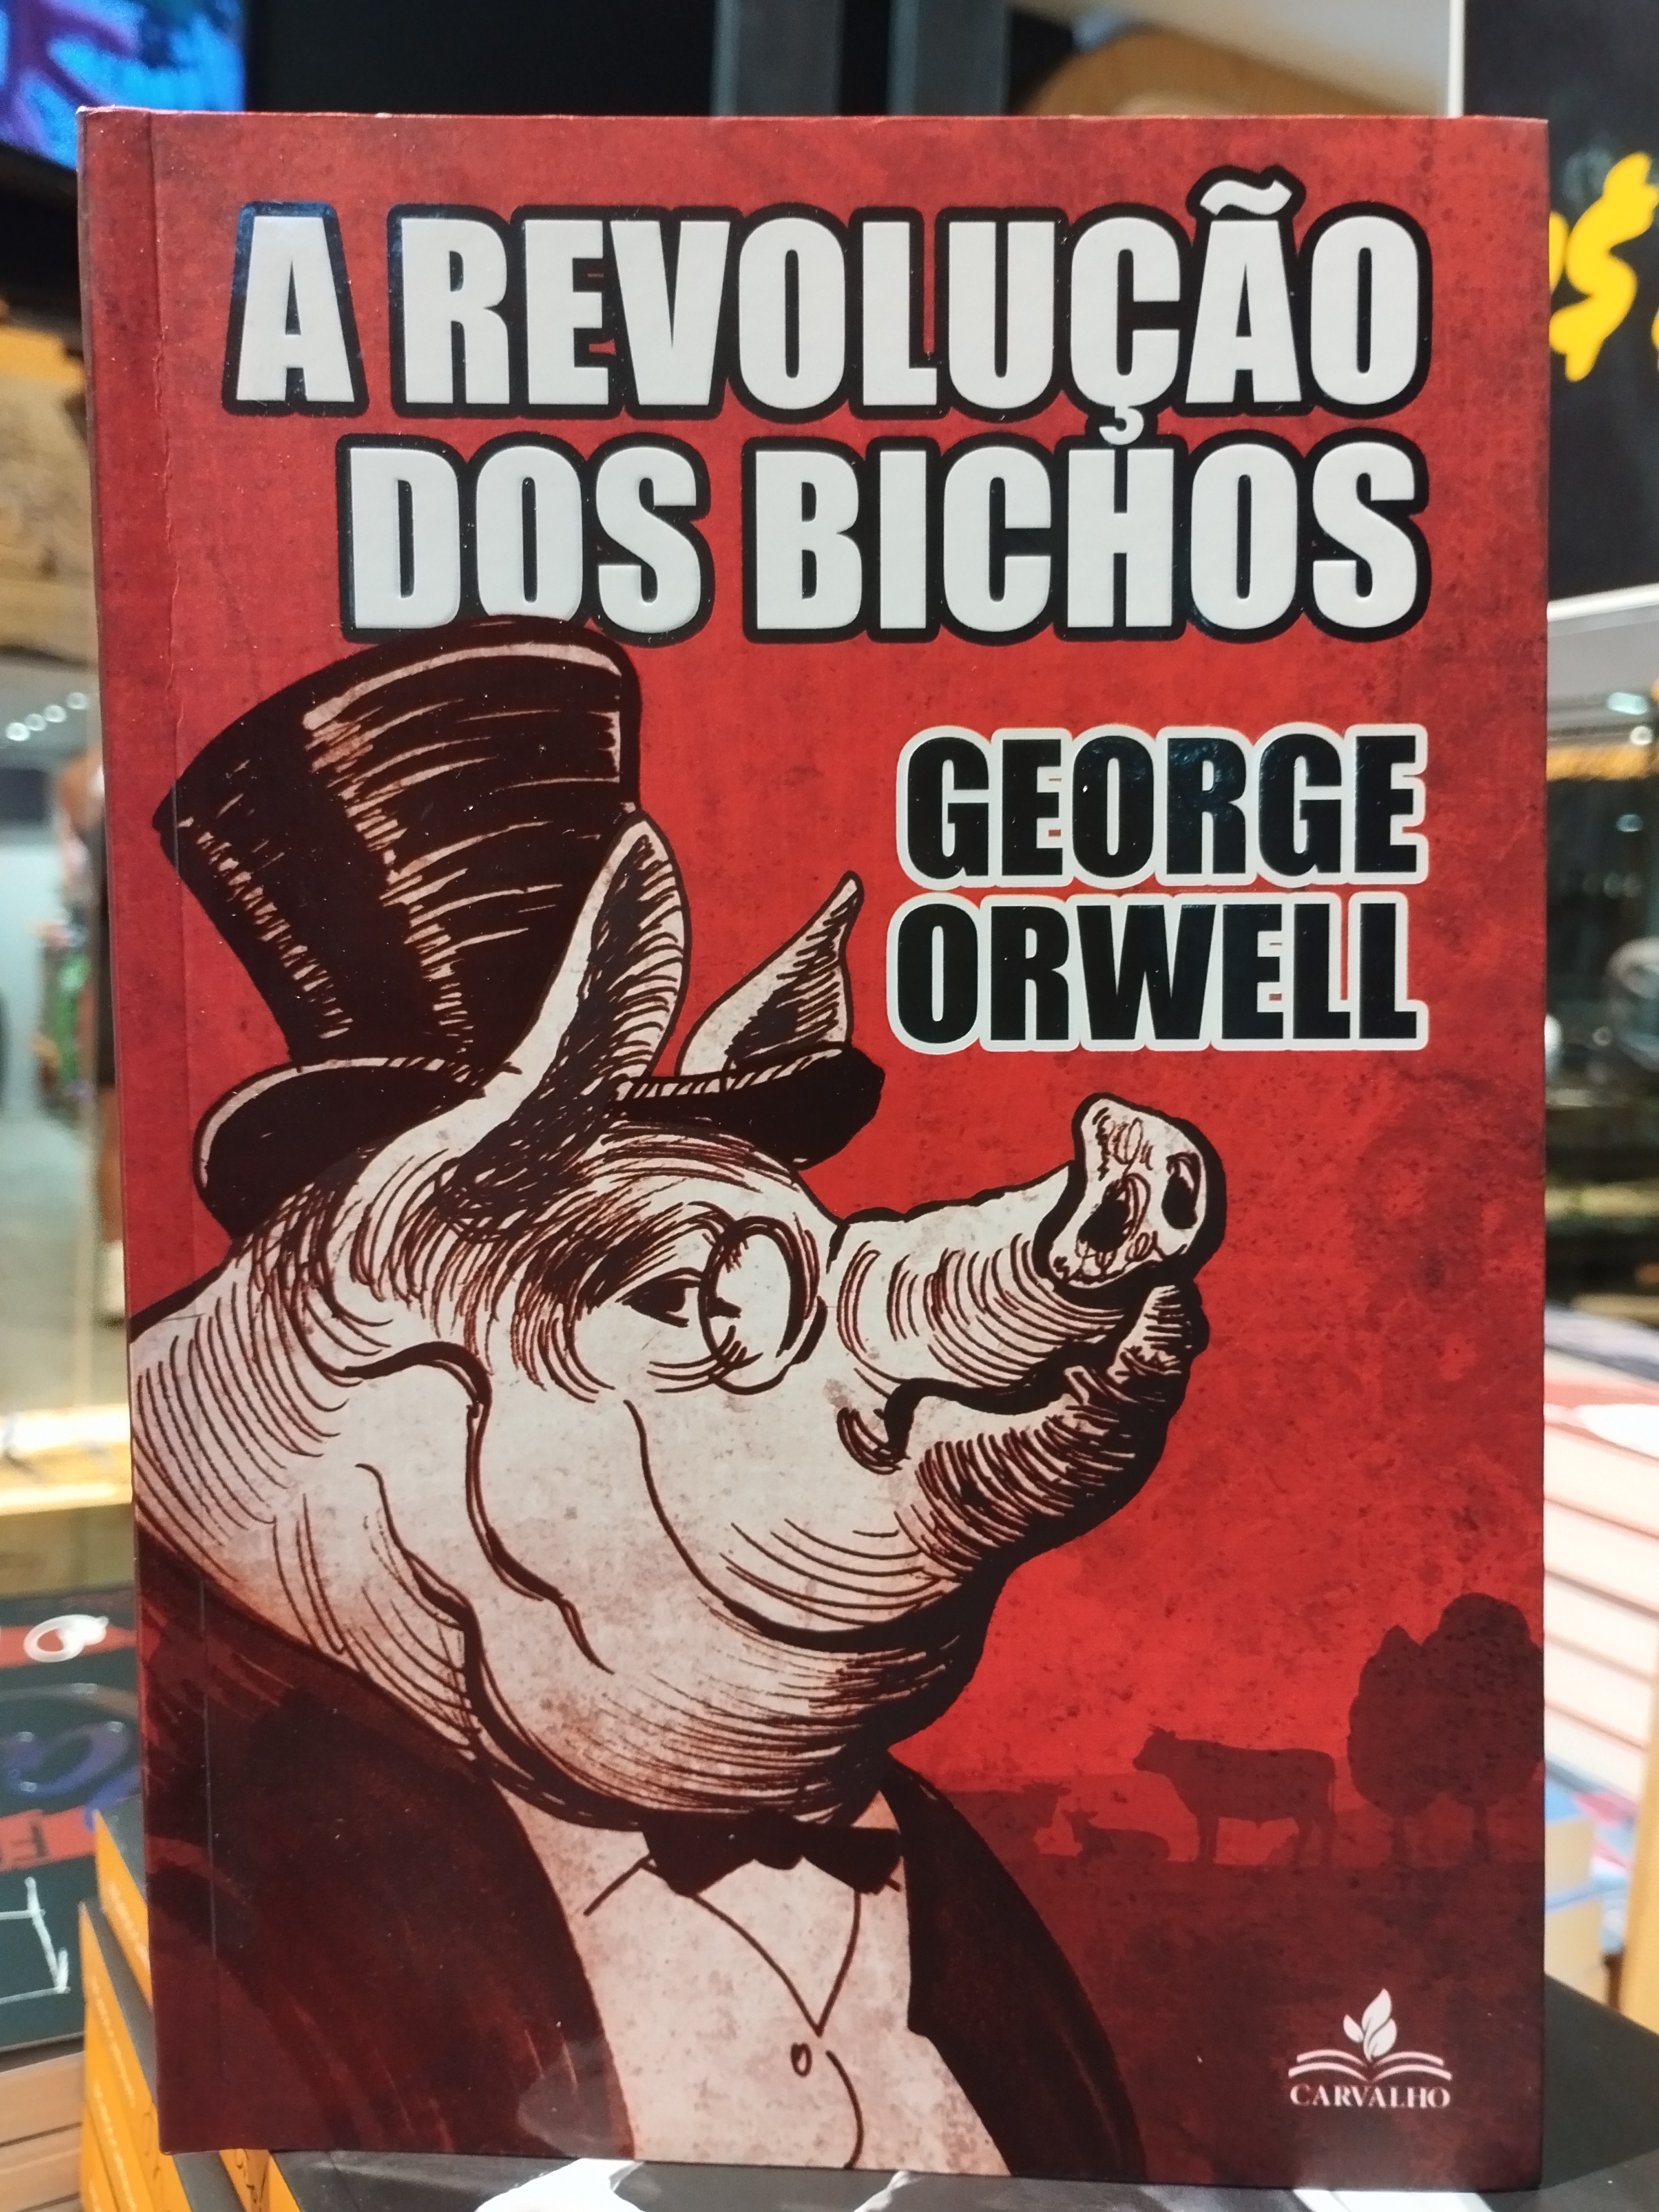 A REVOLUÇÃO
DOS BICHOS
GEORGE
ORWELL
CARVALHO